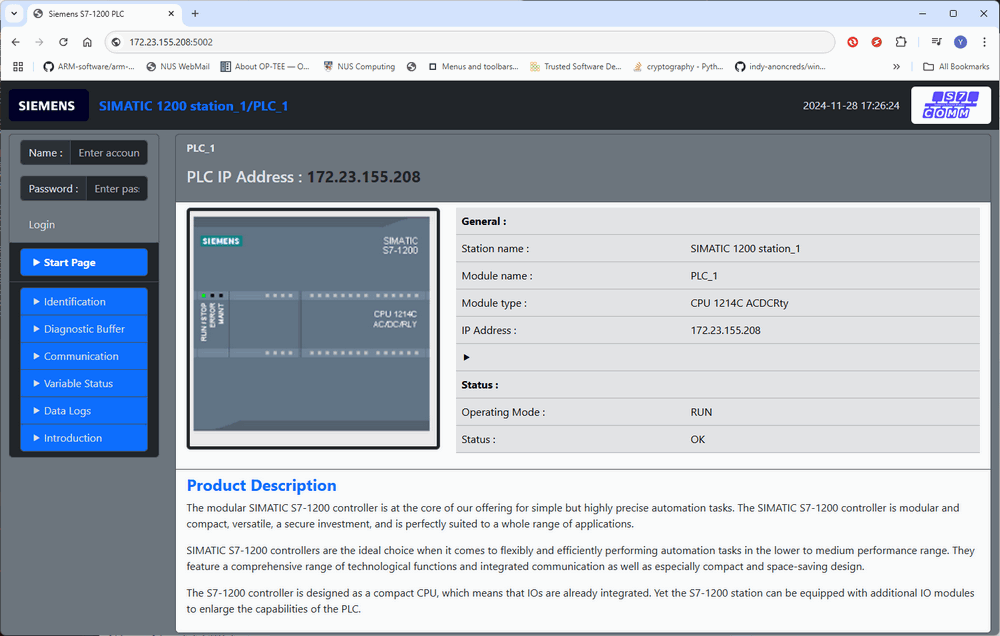 Siemens S7-1200 PLC
172.23.155.208:5002
ARM-software/arm-...
NUS WebMail
About OP-TEE — O...
NUS Computing
Menus and toolbars...
Trusted Software De...
cryptography - Pyth...
indy-anoncreds/win...
All Bookmarks
SIEMENS
SIMATIC 1200 station_1/PLC_1
2024-11-28 17:26:24
S7
COMM
Name :
Enter accoun
Password :
Enter pas
Login
Start Page
Identification
Diagnostic Buffer
Communication
Variable Status
Data Logs
Introduction
PLC_1
PLC IP Address : 172.23.155.208
SIEMENS
SIMATIC
S7-1200
RUN / STOP
ERROR
MAINT
CPU 1214C
AC/DC/RLY
General :
Station name : SIMATIC 1200 station_1
Module name : PLC_1
Module type : CPU 1214C ACDCRty
IP Address : 172.23.155.208
Status :
Operating Mode : RUN
Status : OK
Product Description
The modular SIMATIC S7-1200 controller is at the core of our offering for simple but highly precise automation tasks. The SIMATIC S7-1200 controller is modular and
compact, versatile, a secure investment, and is perfectly suited to a whole range of applications.
SIMATIC S7-1200 controllers are the ideal choice when it comes to flexibly and efficiently performing automation tasks in the lower to medium performance range. They
feature a comprehensive range of technological functions and integrated communication as well as especially compact and space-saving design.
The S7-1200 controller is designed as a compact CPU, which means that IOs are already integrated. Yet the S7-1200 station can be equipped with additional IO modules
to enlarge the capabilities of the PLC.